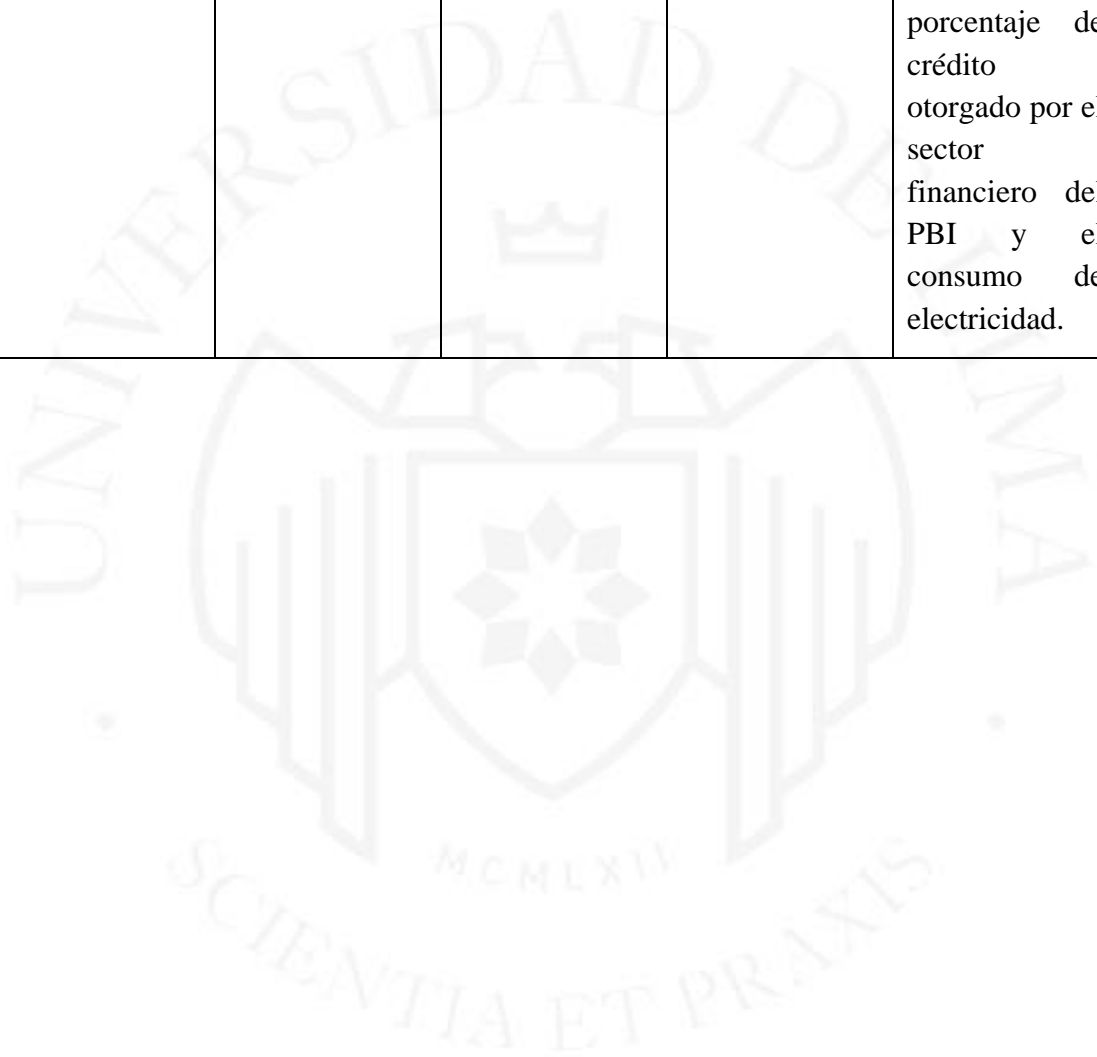 porcentaje de
crédito
otorgado por el
sector
financiero del
PBI y el
consumo de
electricidad.
UNIVERSIDAD DE LIMA
MCMLXII
SCIENTIA ET PRAXIS